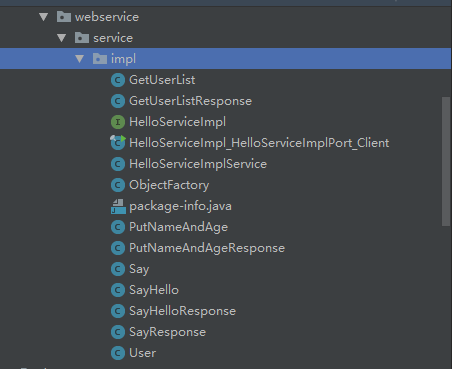 webservice
service
impl
C GetUserList
C GetUserListResponse
I HelloServiceImpl
C HelloServiceImpl_HelloServiceImplPort_Client
C HelloServiceImplService
C ObjectFactory
package-info.java
C PutNameAndAge
C PutNameAndAgeResponse
C Say
C SayHello
C SayHelloResponse
C SayResponse
C User